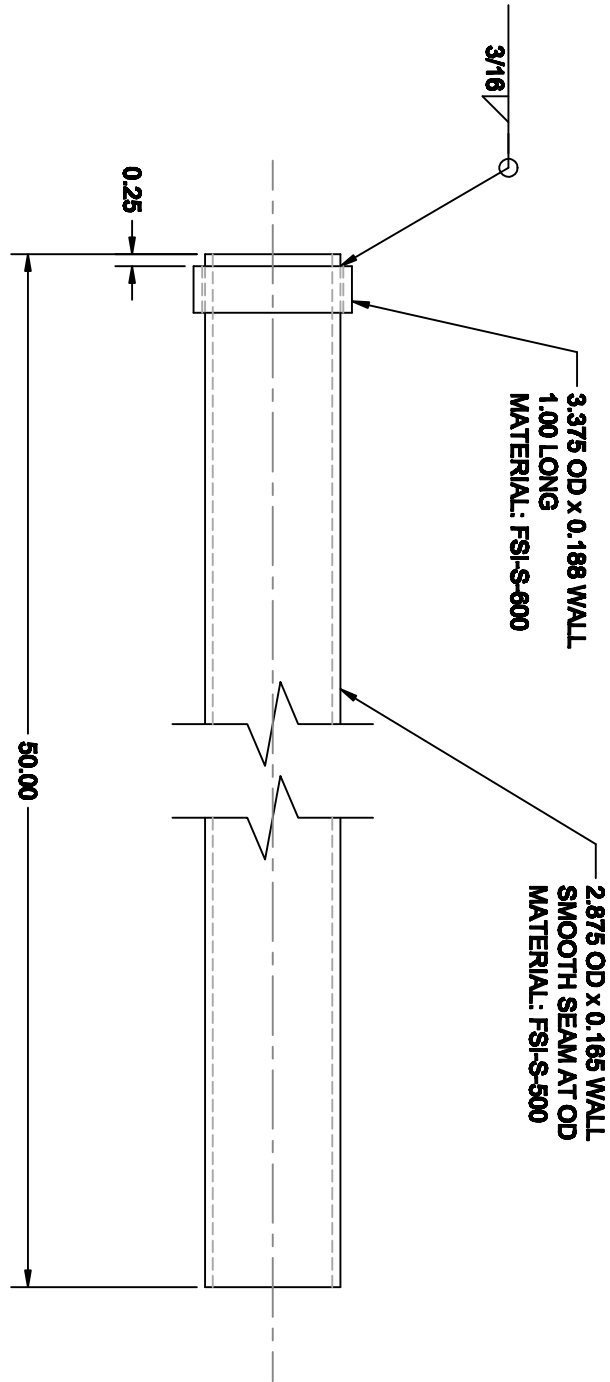 3/16
0.25
3.375 OD x 0.188 WALL
1.00 LONG
MATERIAL: FSI-S-600
2.875 OD x 0.165 WALL
SMOOTH SEAM AT OD
MATERIAL: FSI-S-500
50.00